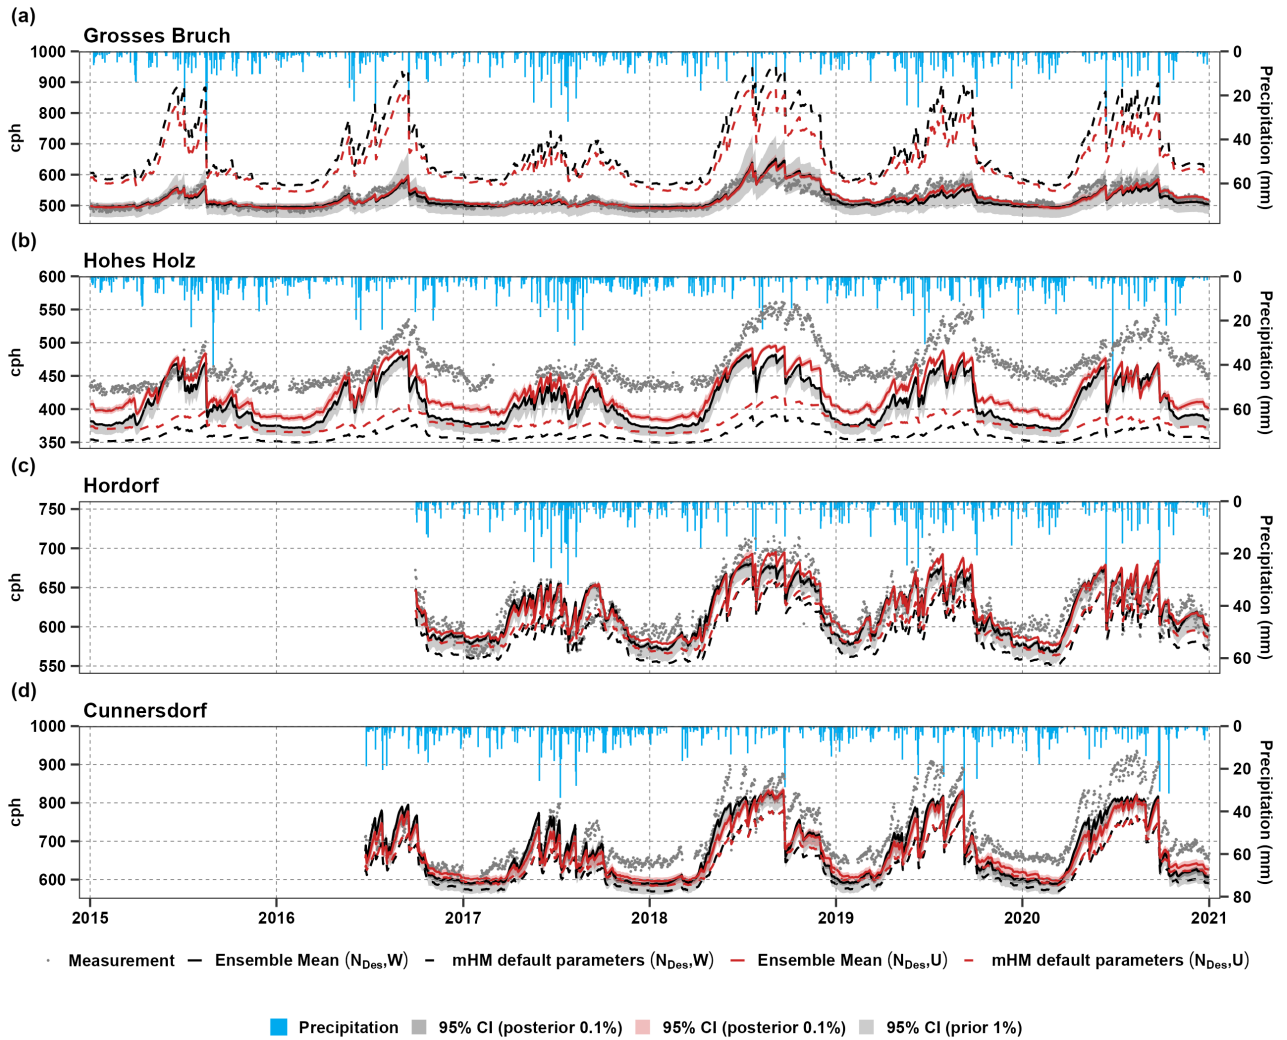 (a)
Grosses Bruch
1000
900
800
700
600
500
cph
0
20
40
60
Precipitation (mm)
(b)
Hohes Holz
600
550
500
450
400
350
cph
0
20
40
60
Precipitation (mm)
(c)
Hordorf
750
700
650
600
550
cph
0
20
40
60
Precipitation (mm)
(d)
Cunnersdorf
1000
900
800
700
600
cph
0
20
40
60
80
Precipitation (mm)
2015 2016 2017 2018 2019 2020 2021
Measurement Ensemble Mean (N_Des,W) mHM default parameters (N_Des,W) Ensemble Mean (N_Des,U) mHM default parameters (N_Des,U)
Precipitation 95% CI (posterior 0.1%) 95% CI (posterior 0.1%) 95% CI (prior 1%)